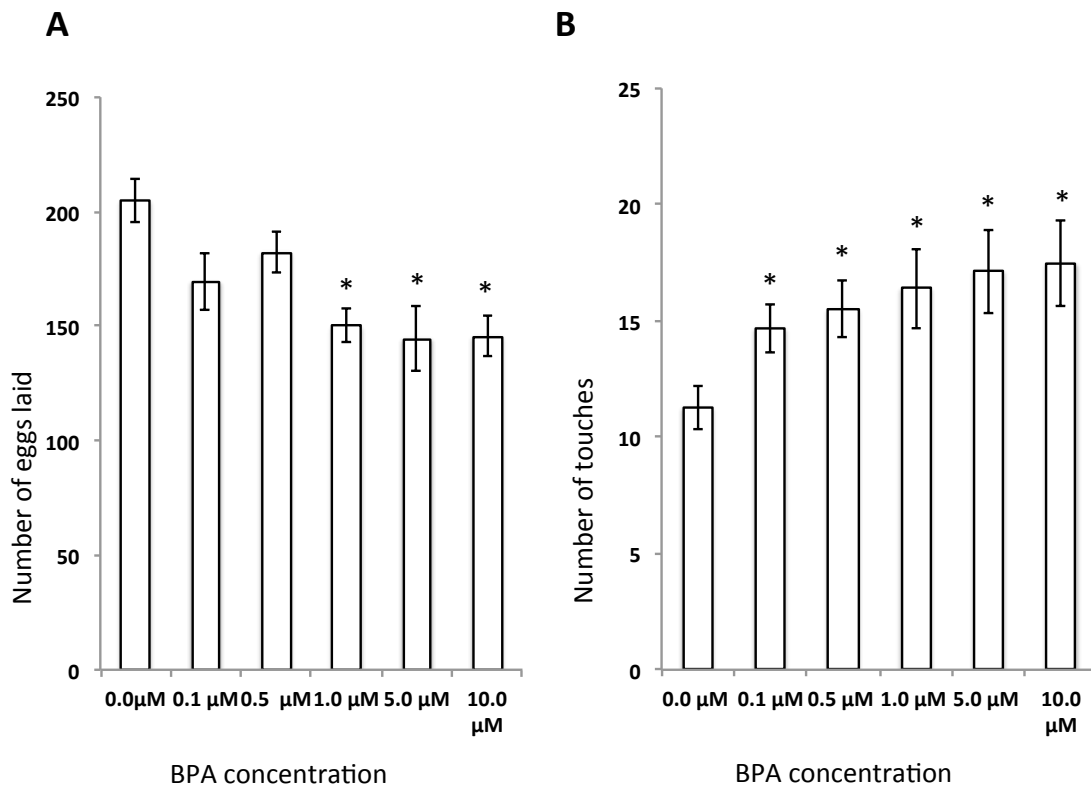 A
250
200
150
100
50
0
Number of eggs laid
* * *
0.0µM 0.1 µM 0.5 µM 1.0 µM 5.0 µM 10.0
µM
BPA concentration
B
25
20
15
10
5
0
Number of touches
* * * * *
0.0 µM 0.1 µM 0.5 µM 1.0 µM 5.0 µM 10.0
µM
BPA concentration